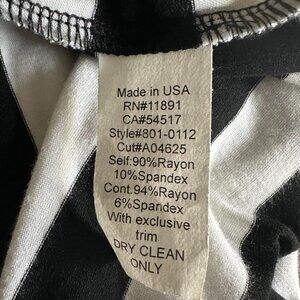 Made in USA
RN#11891
CA#54517
Style#801-0112
Cut#A04625
Self:90%Rayon
10%Spandex
Cont.94%Rayon
6%Spandex
With exclusive
trim
DRY CLEAN
ONLY